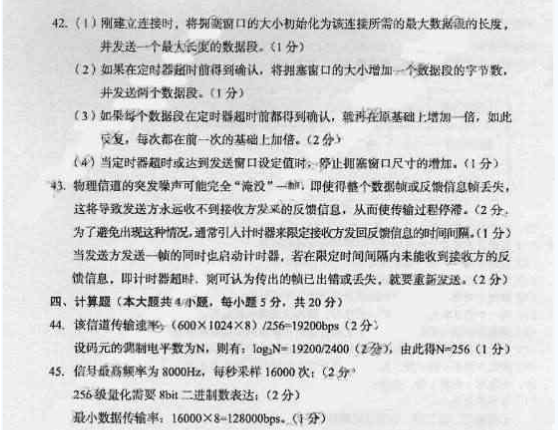 42.（1）刚建立连接时，将拥塞窗口的大小初始化为该连接所需的最大数据段的长度，
并发送一个最大长度的数据段。（1 分）
（2）如果在定时器超时前得到确认，将拥塞窗口的大小增加一个数据段的字节数，
并发送两个数据段。（1 分）
（3）如果每个数据段在定时器超时前都得到确认，就再在原基础上增加一倍，如此
反复，每次都在前一次的基础上加倍。（2 分）
（4）当定时器超时或达到发送窗口设定值时，停止拥塞窗口尺寸的增加。（1 分）
43. 物理信道的突发噪声可能完全“淹没”一帧，即使得整个数据帧或反馈信息帧丢失，
这将导致发送方永远收不到接收方发来的反馈信息，从而使传输过程停滞。（2 分）
为了避免出现这种情况，通常引入计时器来限定接收方发回反馈信息的时间间隔。（1 分）
当发送方发送一帧的同时也启动计时器，若在限定时间间隔内未能收到接收方的反
馈信息，即计时器超时，则可认为传出的帧已出错或丢失，就要重新发送。（2 分）
四、计算题（本大题共 4 小题，每小题 5 分，共 20 分）
44. 该信道传输速率：（600×1024×8）/256=19200bps（2 分）
设码元的调制电平数为N，则有：log₂N= 19200/2400（2 分），由此得N=256（1 分）
45. 信号最高频率为 8000Hz，每秒采样 16000 次；（2 分）
256 级量化需要 8bit 二进制数表达；（2 分）
最小数据传输率：16000×8=128000bps。（1 分）